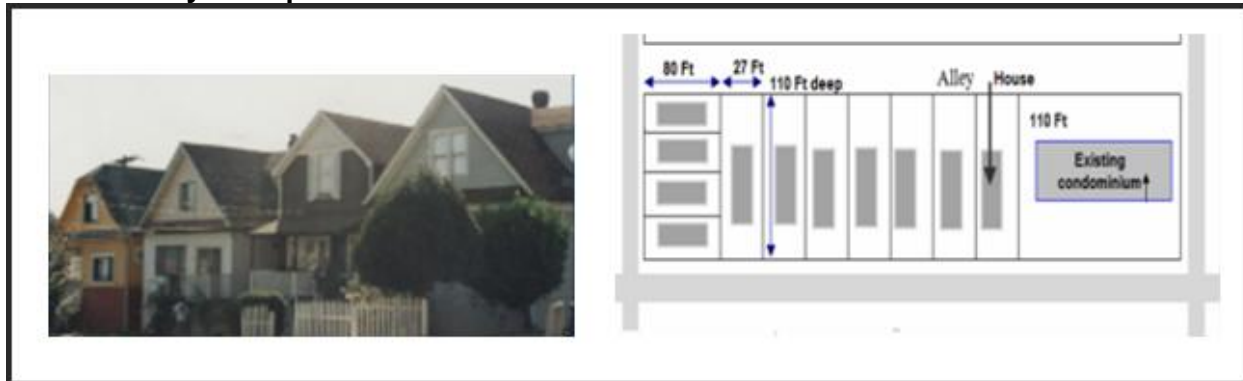 80 Ft
27 Ft
110 Ft deep
Alley
House
110 Ft
Existing
condominium